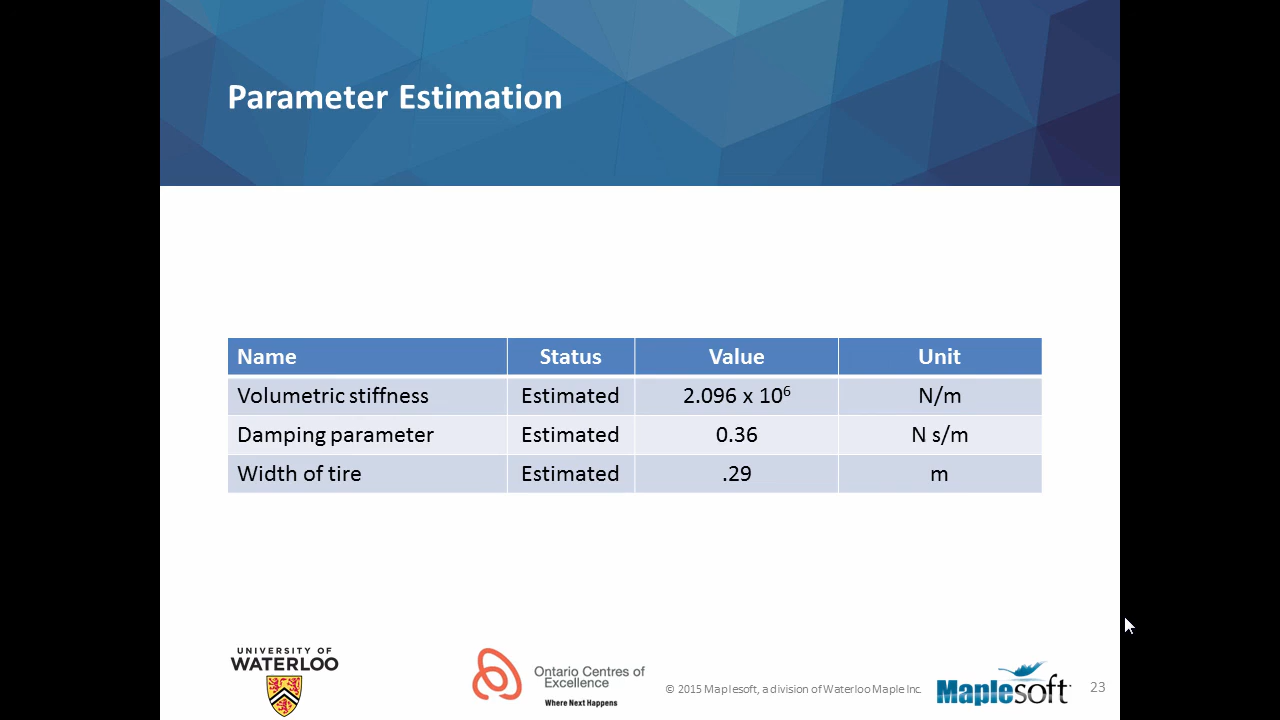 Parameter Estimation
Name Status Value Unit
Volumetric stiffness Estimated 2.096 x 10⁶ N/m
Damping parameter Estimated 0.36 N s/m
Width of tire Estimated .29 m
UNIVERSITY OF
WATERLOO
Ontario Centres of
Excellence
Where Next Happens
© 2015 Maplesoft, a division of Waterloo Maple Inc.
Maplesoft
23